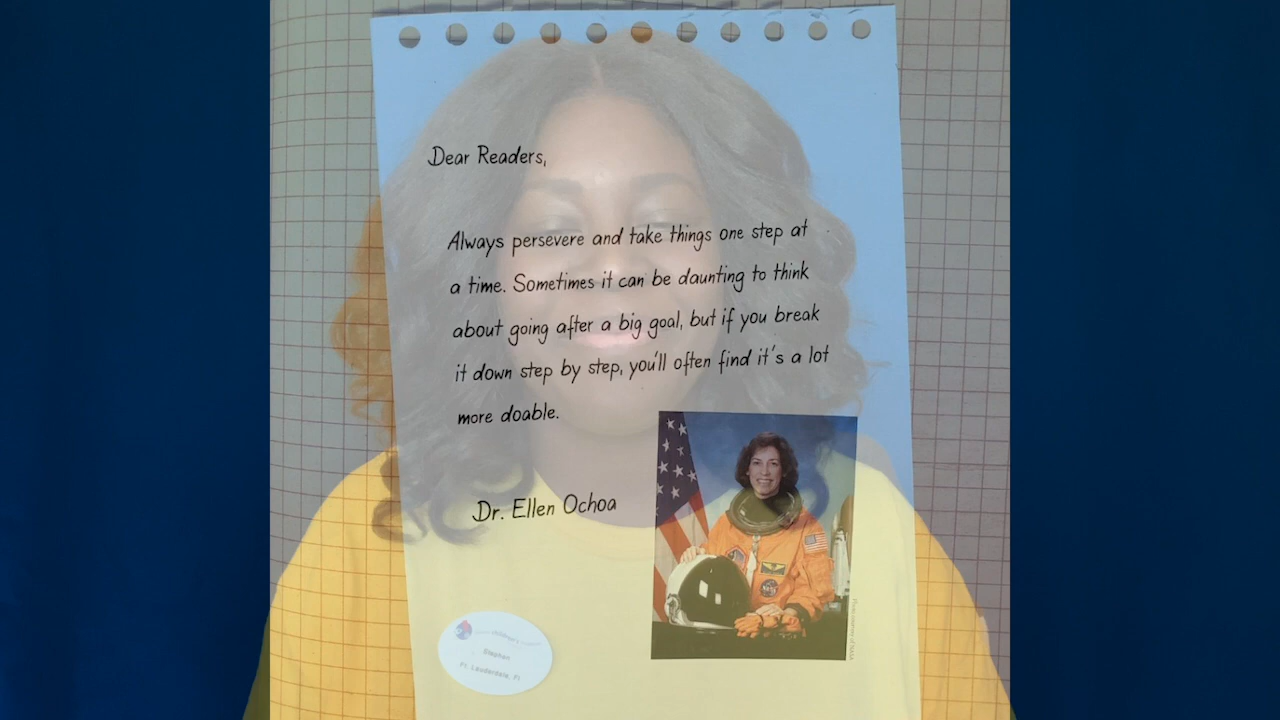 Dear Readers,
Always persevere and take things one step at
a time. Sometimes it can be daunting to think
about going after a big goal, but if you break
it down step by step, you'll often find it's a lot
more doable.
Dr. Ellen Ochoa
Stephen
Ft. Lauderdale, Fl